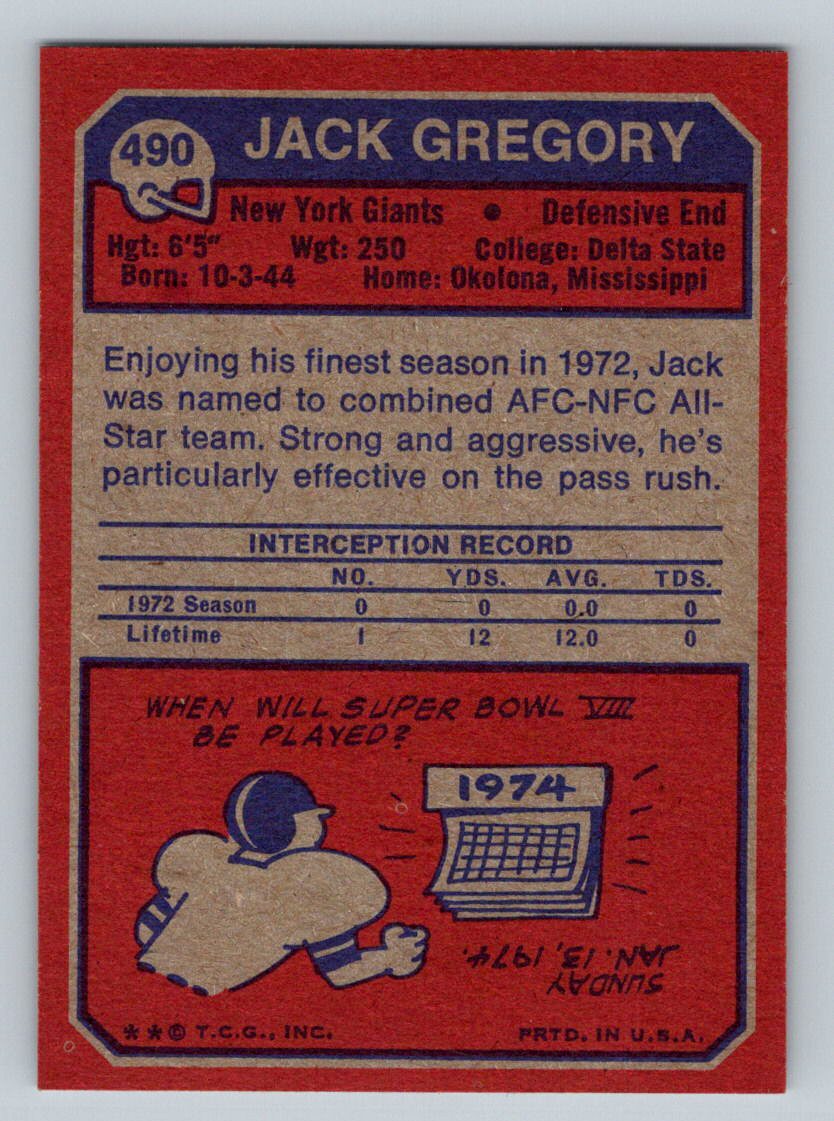 490
JACK GREGORY
New York Giants • Defensive End
Hgt: 6'5" Wgt: 250 College: Delta State
Born: 10-3-44 Home: Okolona, Mississippi
Enjoying his finest season in 1972, Jack
was named to combined AFC-NFC All-
Star team. Strong and aggressive, he's
particularly effective on the pass rush.
INTERCEPTION RECORD
NO. YDS. AVG. TDS.
1972 Season 0 0 0.0 0
Lifetime 1 12 12.0 0
WHEN WILL SUPER BOWL VIII
BE PLAYED?
1974
SUNDAY
JAN. 13, 1974.
**© T.C.G., INC. PRTD. IN U.S.A.